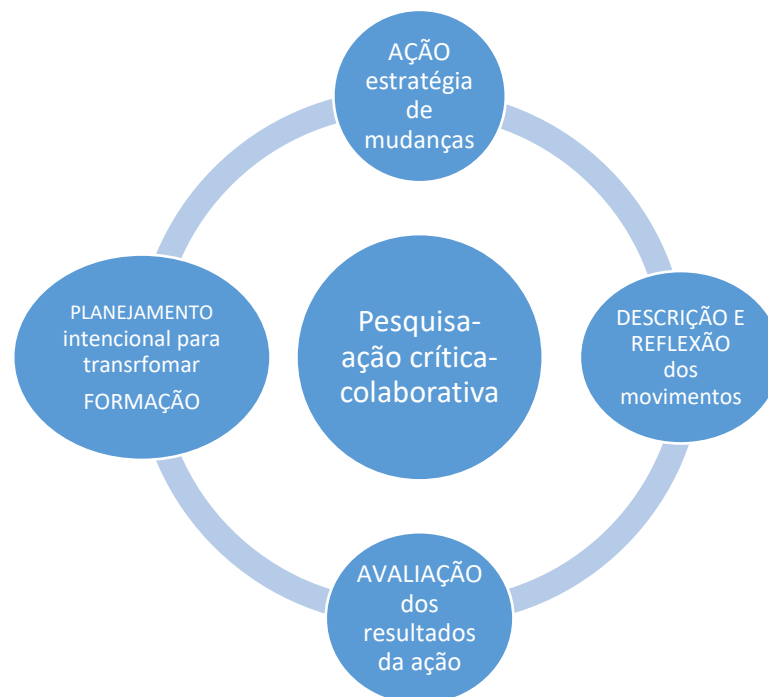 AÇÃO
estratégia
de
mudanças
PLANEJAMENTO
intencional para
transrfomar
FORMAÇÃO
Pesquisa-
ação crítica-
colaborativa
DESCRIÇÃO E
REFLEXÃO
dos
movimentos
AVALIAÇÃO
dos
resultados
da ação